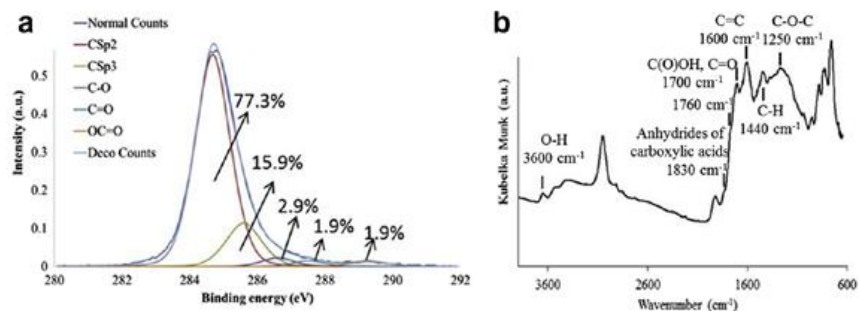 a
Normal Counts
CSp2
CSp3
C-O
C=O
OC=O
Deco Counts
77.3%
15.9%
2.9%
1.9%
1.9%
Intensity (a.u.)
0.5
0.4
0.3
0.2
0.1
0
280
282
284
286
288
290
292
Binding energy (eV)
b
C=C
1600 cm-1
C-O-C
1250 cm-1
C(O)OH, C=O
1700 cm-1
1760 cm-1
C-H
1440 cm-1
O-H
3600 cm-1
Anhydrides of
carboxylic acids
1830 cm-1
Kubelka Munk (a.u.)
3600
2600
1600
600
Wavenumber (cm-1)